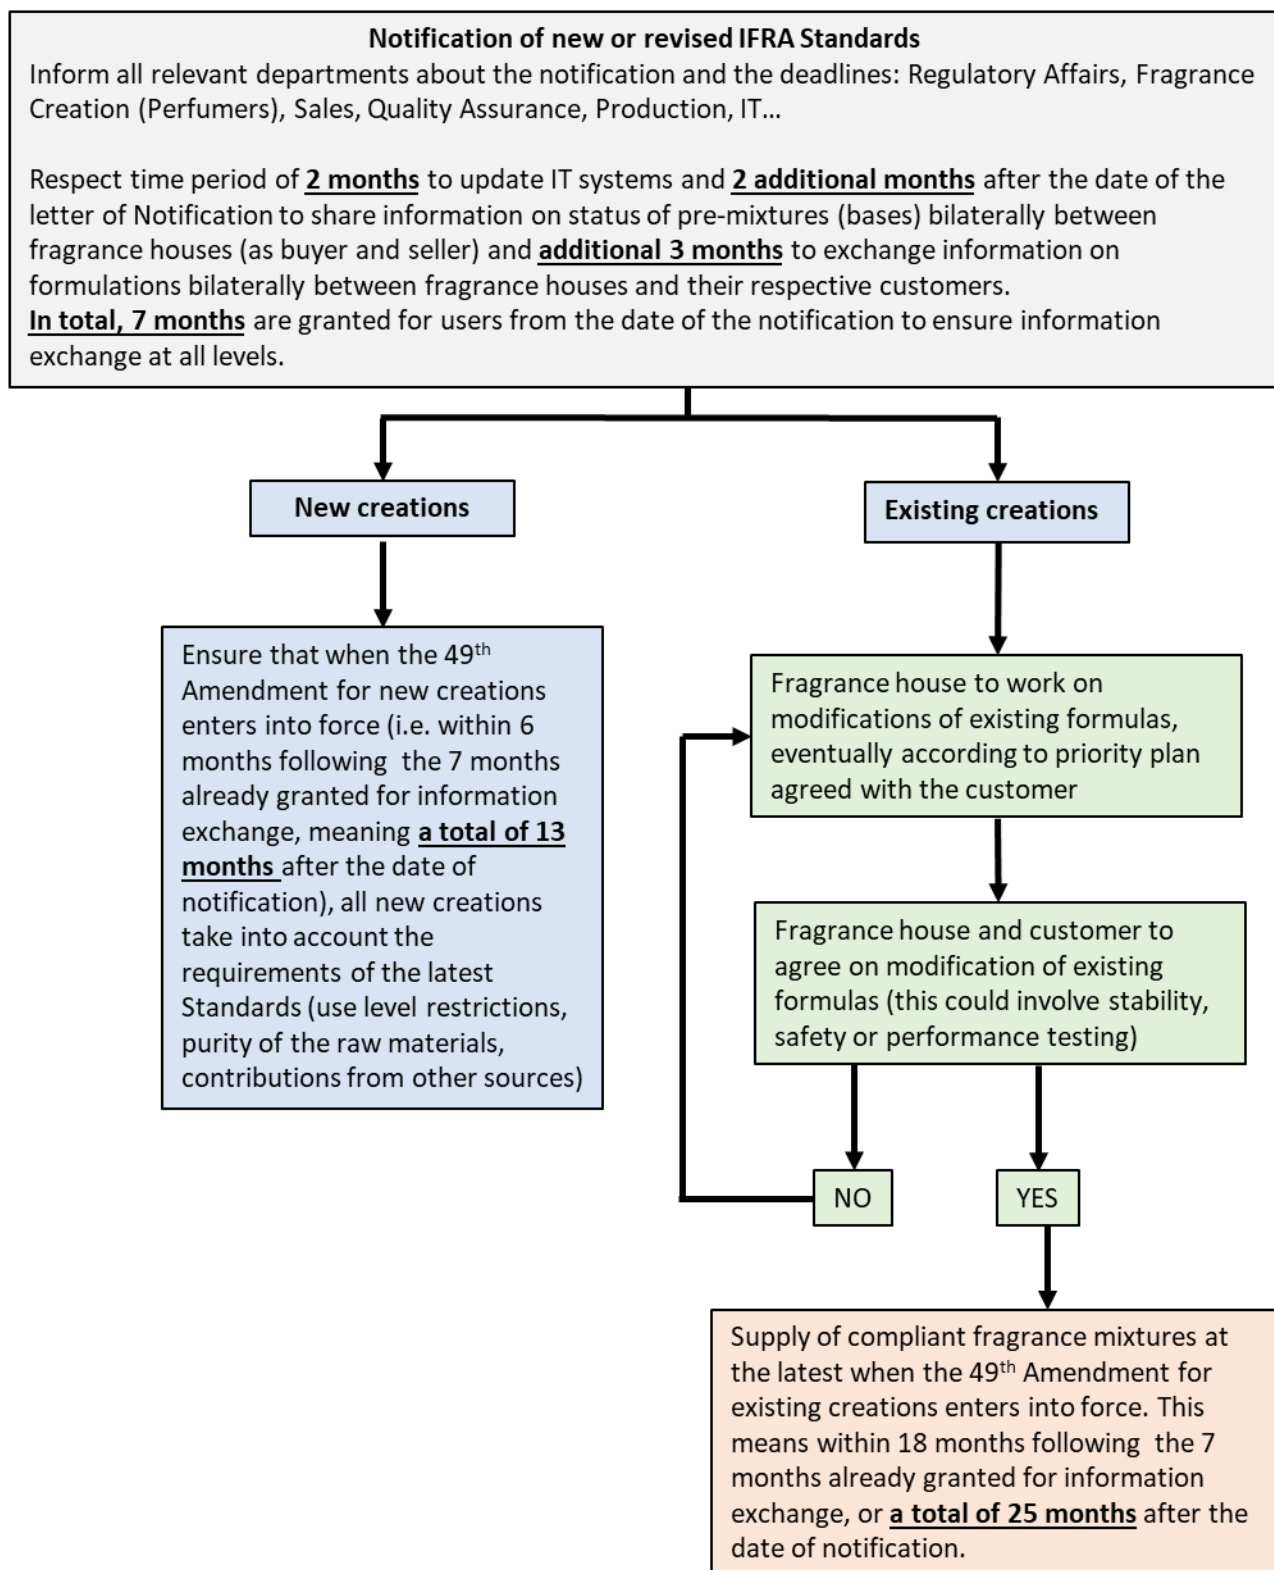 Notification of new or revised IFRA Standards
Inform all relevant departments about the notification and the deadlines: Regulatory Affairs, Fragrance
Creation (Perfumers), Sales, Quality Assurance, Production, IT…
Respect time period of 2 months to update IT systems and 2 additional months after the date of the
letter of Notification to share information on status of pre-mixtures (bases) bilaterally between
fragrance houses (as buyer and seller) and additional 3 months to exchange information on
formulations bilaterally between fragrance houses and their respective customers.
In total, 7 months are granted for users from the date of the notification to ensure information
exchange at all levels.
New creations
Ensure that when the 49th
Amendment for new creations
enters into force (i.e. within 6
months following the 7 months
already granted for information
exchange, meaning a total of 13
months after the date of
notification), all new creations
take into account the
requirements of the latest
Standards (use level restrictions,
purity of the raw materials,
contributions from other sources)
Existing creations
Fragrance house to work on
modifications of existing formulas,
eventually according to priority plan
agreed with the customer
Fragrance house and customer to
agree on modification of existing
formulas (this could involve stability,
safety or performance testing)
NO
YES
Supply of compliant fragrance mixtures at
the latest when the 49th Amendment for
existing creations enters into force. This
means within 18 months following the 7
months already granted for information
exchange, or a total of 25 months after the
date of notification.